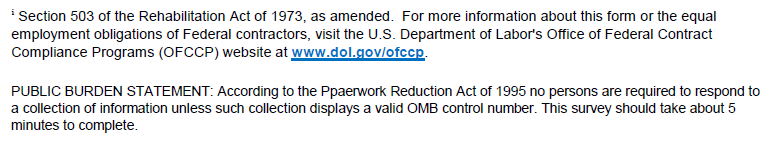 i Section 503 of the Rehabilitation Act of 1973, as amended.  For more information about this form or the equal
employment obligations of Federal contractors, visit the U.S. Department of Labor's Office of Federal Contract
Compliance Programs (OFCCP) website at www.dol.gov/ofccp.
PUBLIC BURDEN STATEMENT: According to the Ppaerwork Reduction Act of 1995 no persons are required to respond to
a collection of information unless such collection displays a valid OMB control number. This survey should take about 5
minutes to complete.